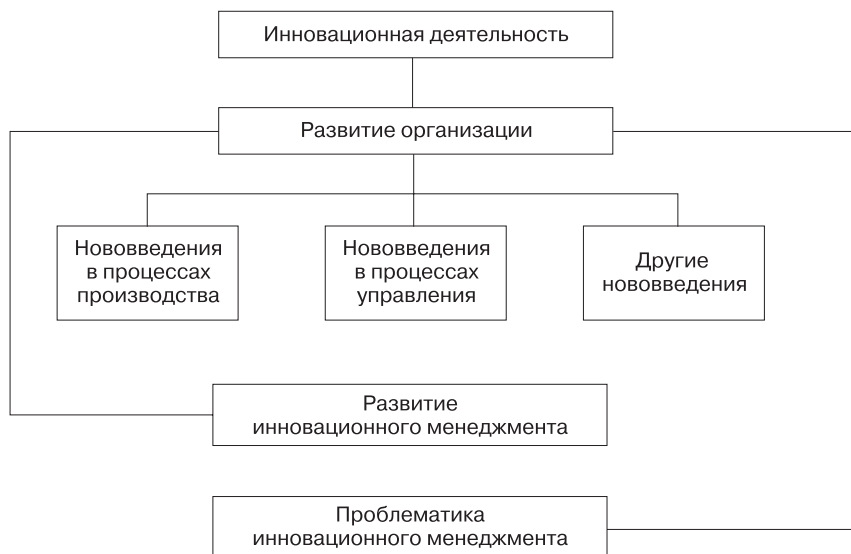 Инновационная деятельность
Развитие организации
Нововведения
в процессах
производства
Нововведения
в процессах
управления
Другие
нововведения
Развитие
инновационного менеджмента
Проблематика
инновационного менеджмента